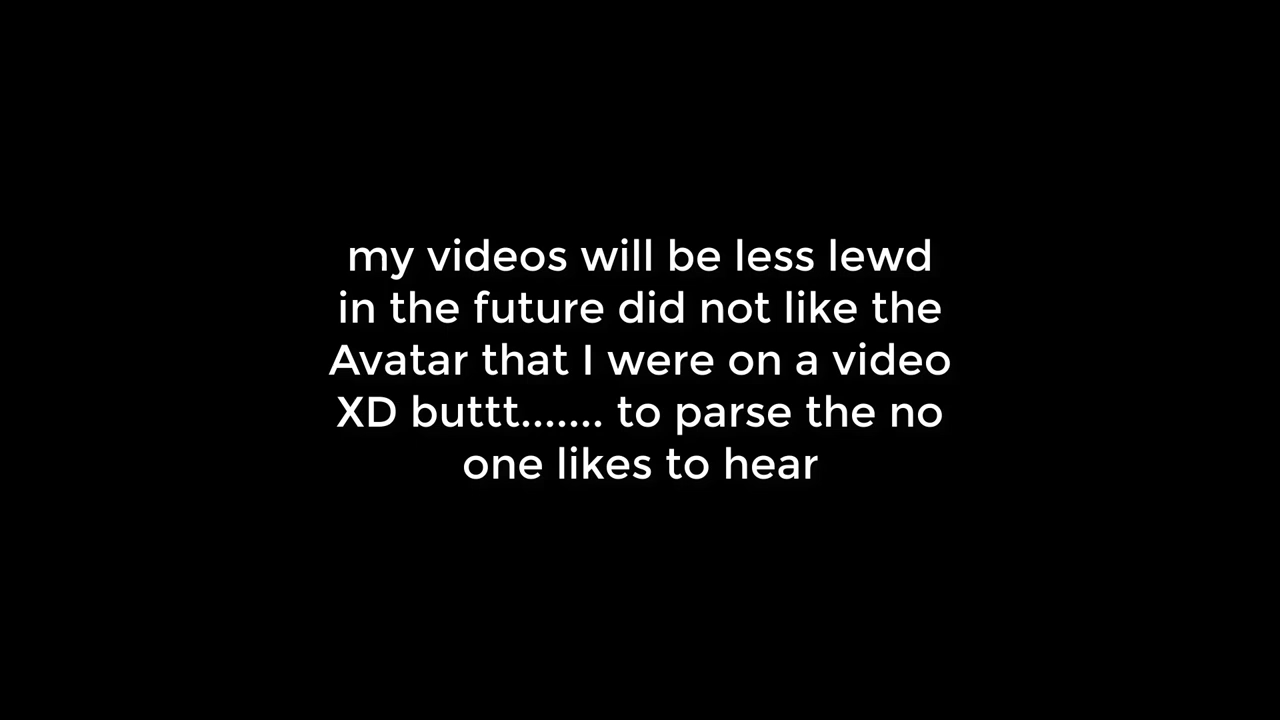 my videos will be less lewd
in the future did not like the
Avatar that I were on a video
XD buttt....... to parse the no
one likes to hear